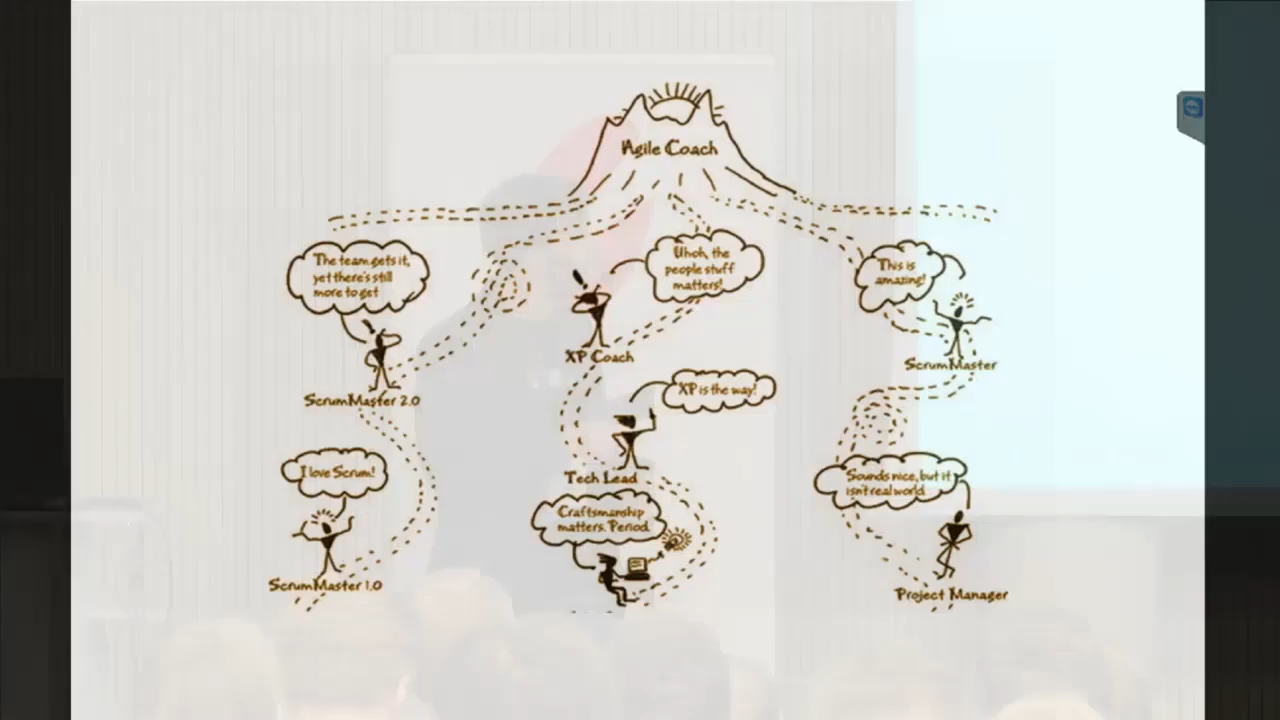 Agile Coach
The team gets it,
yet there's still
more to get
Uhoh, the
people stuff
matters!
This is
amazing!
XP Coach
ScrumMaster
ScrumMaster 2.0
XP is the way!
I love Scrum!
Tech Lead
Sounds nice, but it
isn't real world
Craftsmanship
matters. Period.
ScrumMaster 1.0
Project Manager